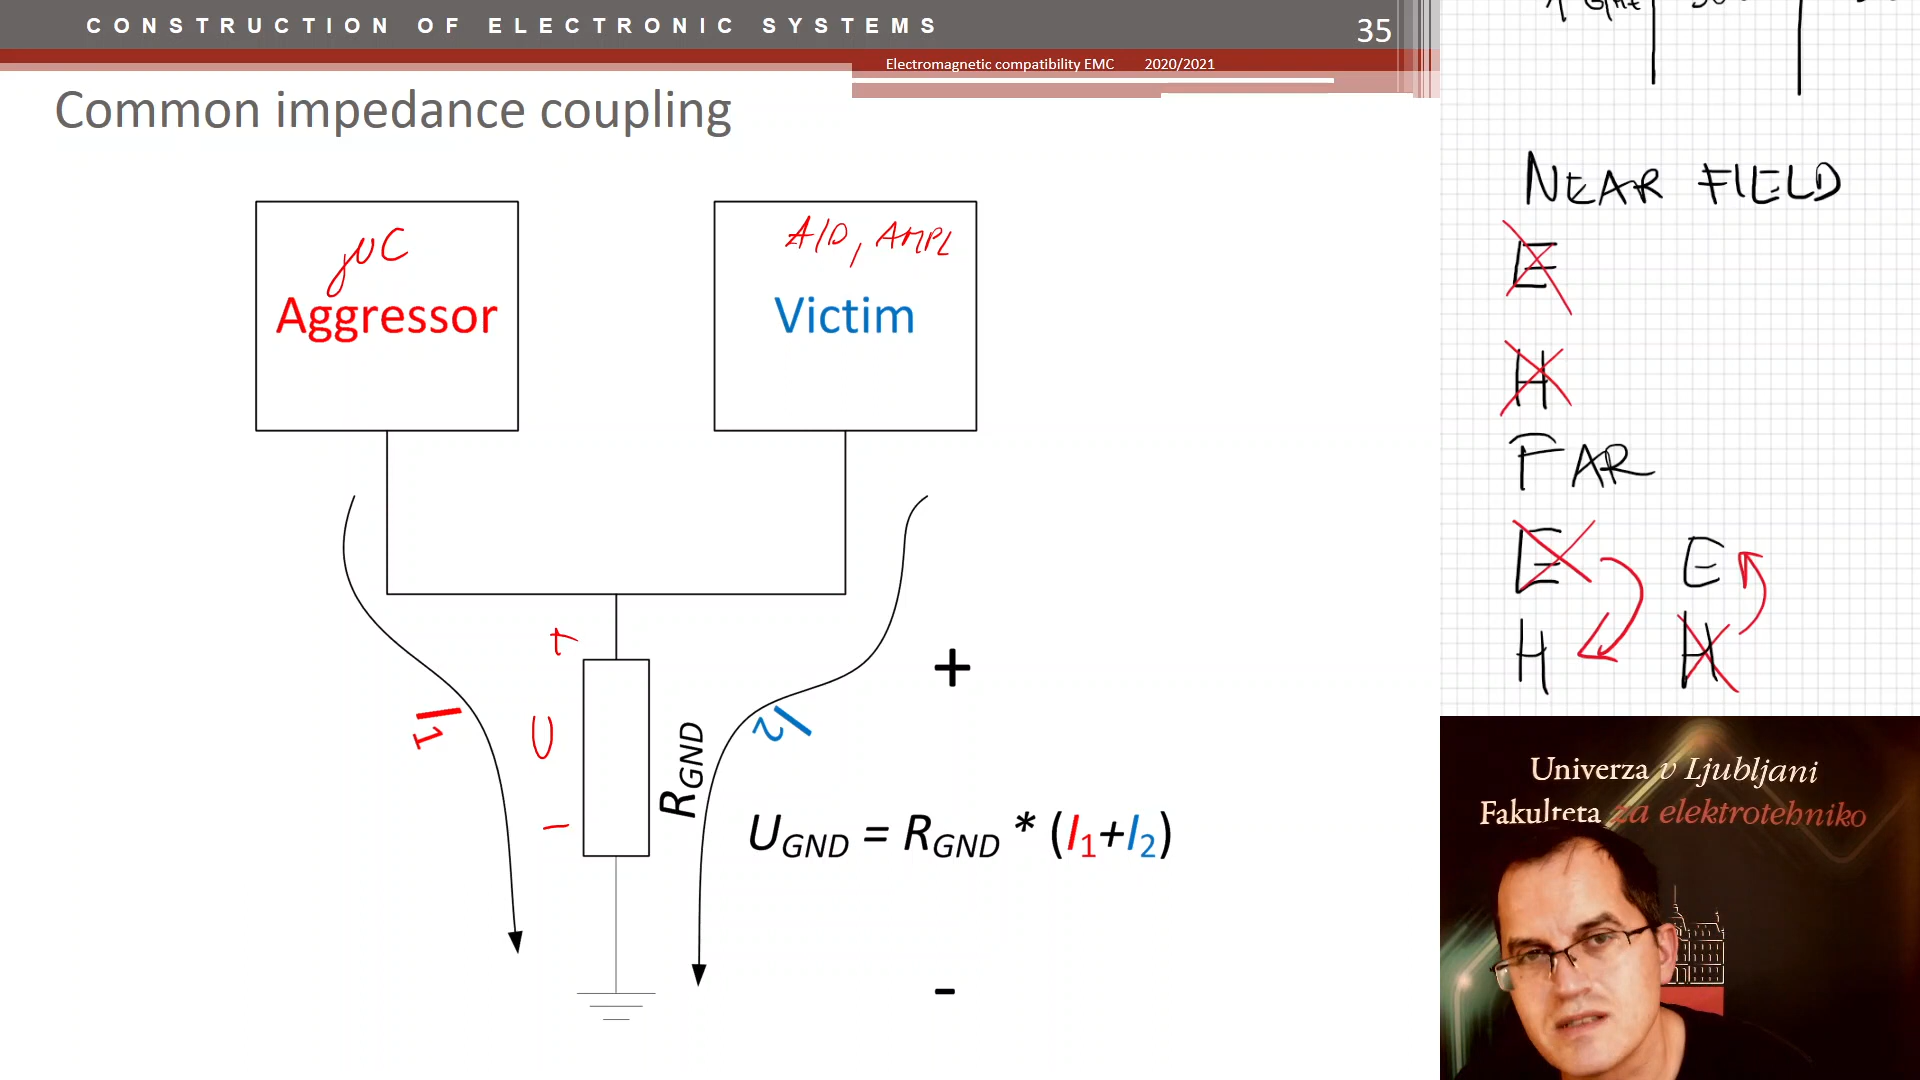 CONSTRUCTION OF ELECTRONIC SYSTEMS
35
Electromagnetic compatibility EMC 2020/2021
Common impedance coupling
μC
Aggressor
A/D, AMPL
Victim
+
U
-
I1
RGND
I2
+
UGND = RGND * (I1+I2)
-
NEAR FIELD
E
H
FAR
E E
H H
Univerza v Ljubljani
Fakulteta za elektrotehniko